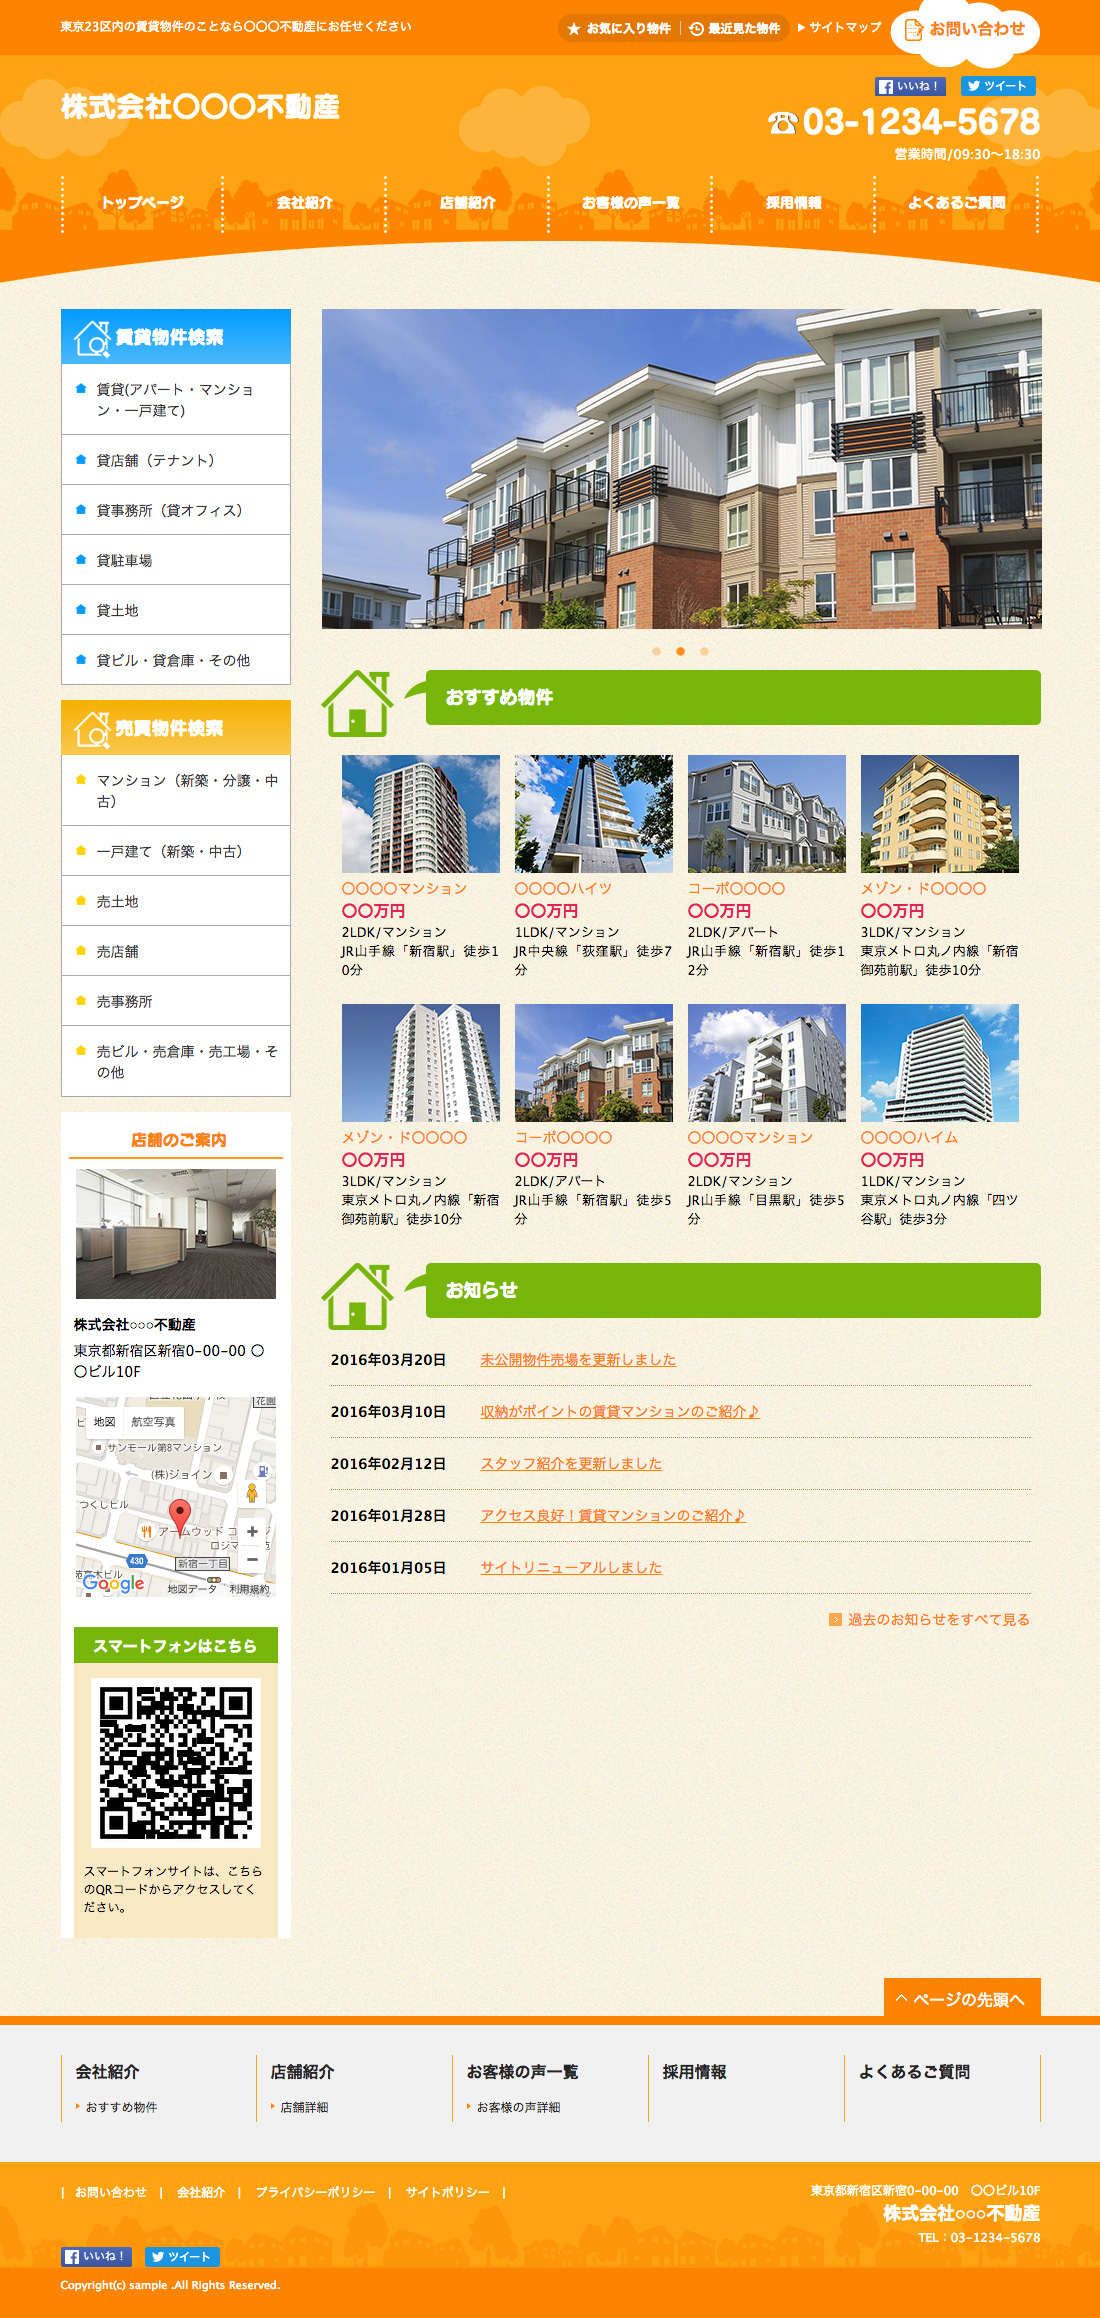 東京23区内の賃貸物件のことなら〇〇〇不動産にお任せください
お気に入り物件
最近見た物件
サイトマップ
お問い合わせ
いいね！
ツイート
株式会社〇〇〇不動産
03-1234-5678
営業時間/09:30〜18:30
トップページ
会社紹介
店舗紹介
お客様の声一覧
採用情報
よくあるご質問
賃貸物件検索
賃貸(アパート・マンショ
ン・一戸建て)
貸店舗（テナント）
貸事務所（貸オフィス）
貸駐車場
貸土地
貸ビル・貸倉庫・その他
売買物件検索
マンション（新築・分譲・中
古）
一戸建て（新築・中古）
売土地
売店舗
売事務所
売ビル・売倉庫・売工場・そ
の他
店舗のご案内
株式会社○○○不動産
東京都新宿区新宿0-00-00 〇
〇ビル10F
地図
航空写真
花園
サンモール第8マンション
(株)ジョイン
つくしビル
アームウッド コ
ロジマ
430
新宿一丁目
Google
地図データ
利用規約
スマートフォンはこちら
スマートフォンサイトは、こちら
のQRコードからアクセスしてく
ださい。
おすすめ物件
〇〇〇〇マンション
〇〇万円
2LDK/マンション
JR山手線「新宿駅」徒歩1
0分
〇〇〇〇ハイツ
〇〇万円
1LDK/マンション
JR中央線「荻窪駅」徒歩7
分
コーポ〇〇〇〇
〇〇万円
2LDK/アパート
JR山手線「新宿駅」徒歩1
2分
メゾン・ド〇〇〇〇
〇〇万円
3LDK/マンション
東京メトロ丸ノ内線「新宿
御苑前駅」徒歩10分
メゾン・ド〇〇〇〇
〇〇万円
3LDK/マンション
東京メトロ丸ノ内線「新宿
御苑前駅」徒歩10分
コーポ〇〇〇〇
〇〇万円
2LDK/アパート
JR山手線「新宿駅」徒歩5
分
〇〇〇〇マンション
〇〇万円
2LDK/マンション
JR山手線「目黒駅」徒歩5
分
〇〇〇〇ハイム
〇〇万円
1LDK/マンション
東京メトロ丸ノ内線「四ツ
谷駅」徒歩3分
お知らせ
2016年03月20日 未公開物件売場を更新しました
2016年03月10日 収納がポイントの賃貸マンションのご紹介♪
2016年02月12日 スタッフ紹介を更新しました
2016年01月28日 アクセス良好！賃貸マンションのご紹介♪
2016年01月05日 サイトリニューアルしました
過去のお知らせをすべて見る
ページの先頭へ
会社紹介
おすすめ物件
店舗紹介
店舗詳細
お客様の声一覧
お客様の声詳細
採用情報
よくあるご質問
| お問い合わせ | 会社紹介 | プライバシーポリシー | サイトポリシー |
東京都新宿区新宿0-00-00 〇〇ビル10F
株式会社○○○不動産
TEL：03-1234-5678
いいね！
ツイート
Copyright(c) sample .All Rights Reserved.